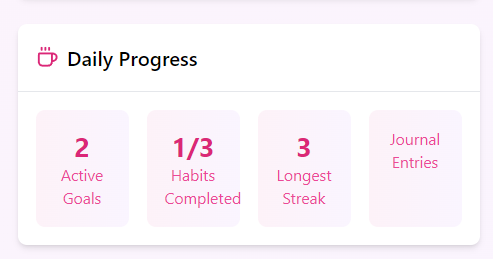 Daily Progress
2
Active
Goals
1/3
Habits
Completed
3
Longest
Streak
Journal
Entries